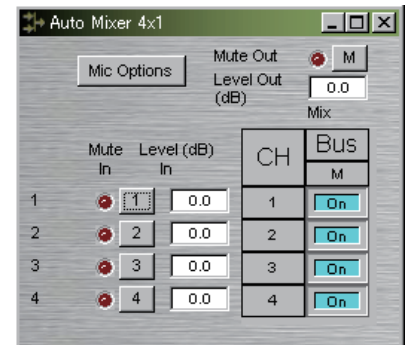 Auto Mixer 4x1
Mic Options
Mute Out
M
Level Out
(dB)
0.0
Mix
Mute In
Level (dB) In
CH
Bus
M
1 1 0.0 1 On
2 2 0.0 2 On
3 3 0.0 3 On
4 4 0.0 4 On